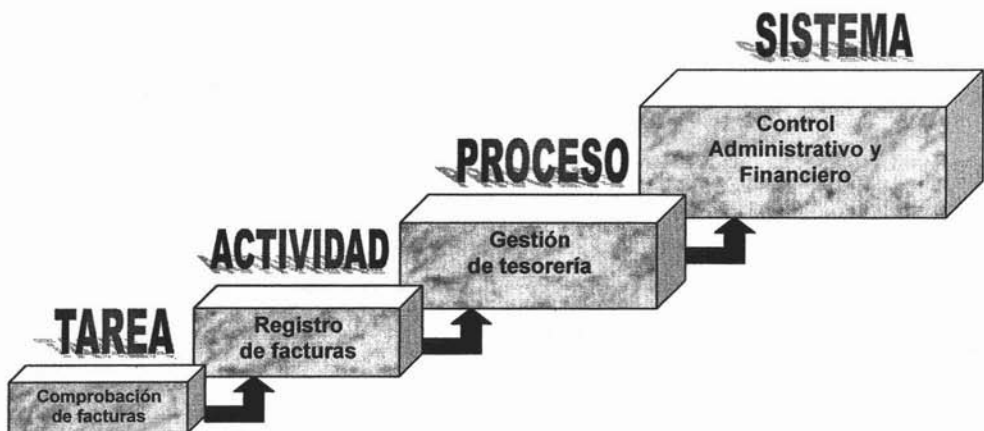 SISTEMA
Control
Administrativo y
Financiero
PROCESO
Gestión
de tesorería
ACTIVIDAD
Registro
de facturas
TAREA
Comprobación
de facturas